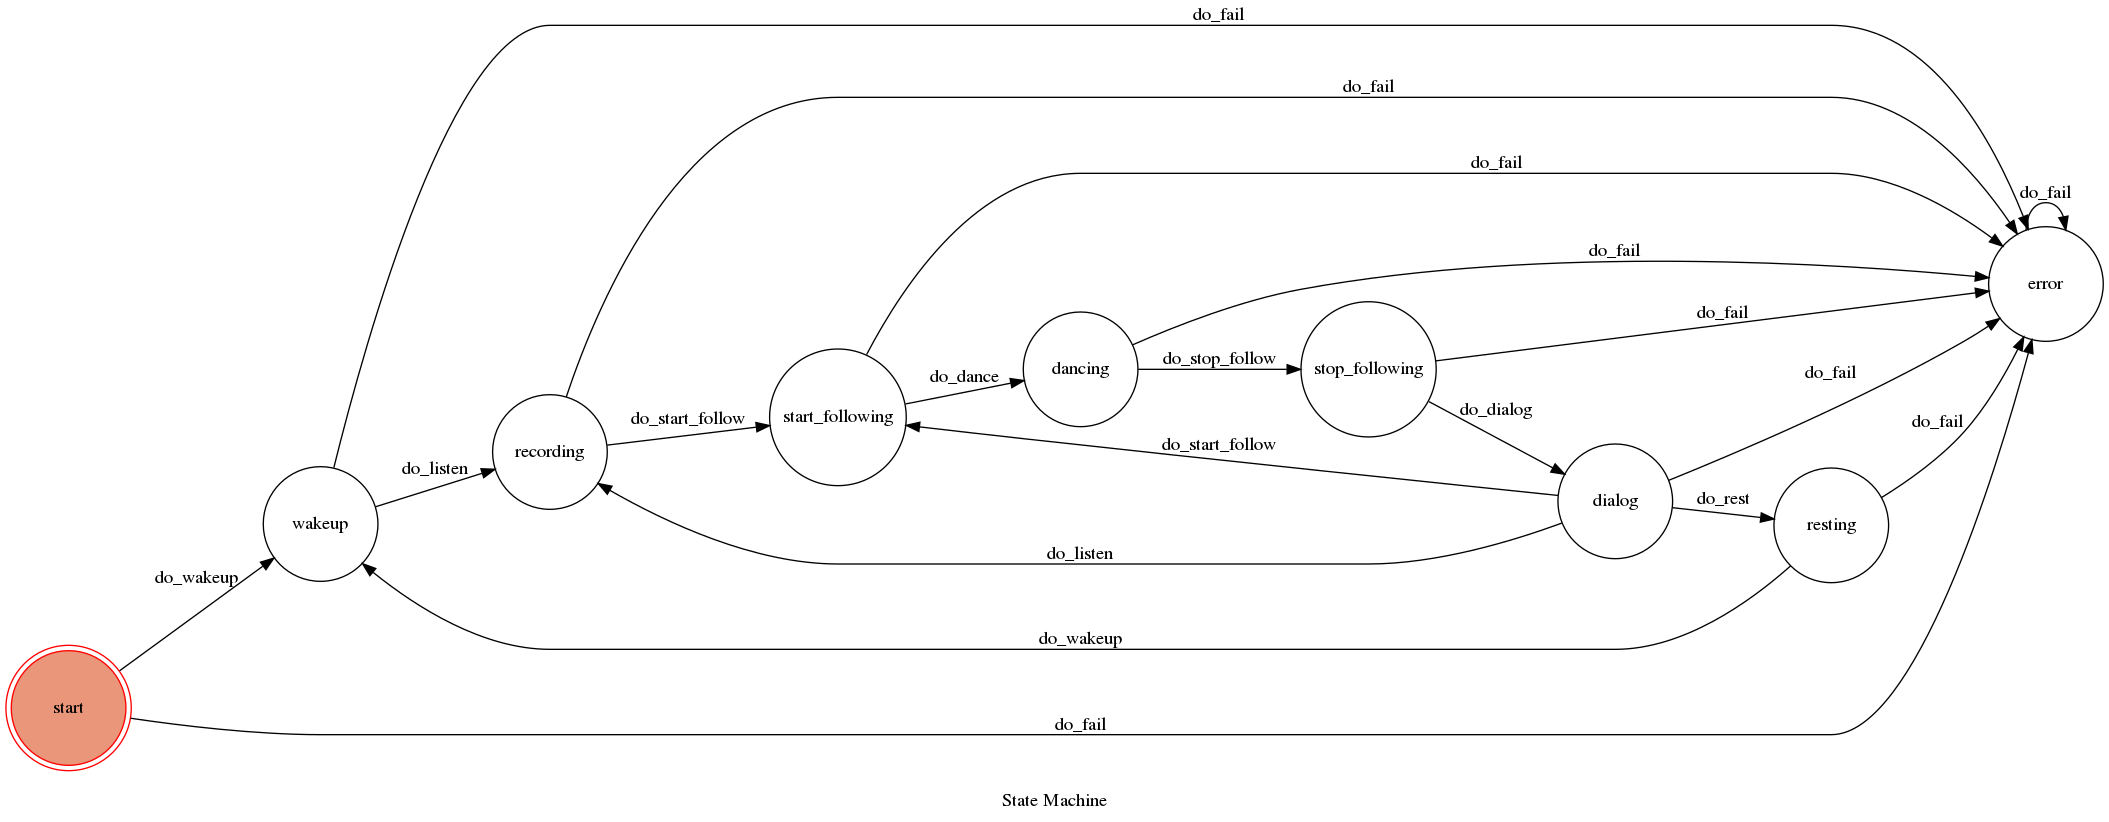 do_fail
do_fail
do_fail
do_fail
do_fail
error
do_fail
do_dance
dancing
do_stop_follow
stop_following
do_fail
do_start_follow
start_following
do_start_follow
do_dialog
do_fail
recording
do_listen
wakeup
do_listen
dialog
do_rest
resting
do_wakeup
do_wakeup
start
do_fail
State Machine